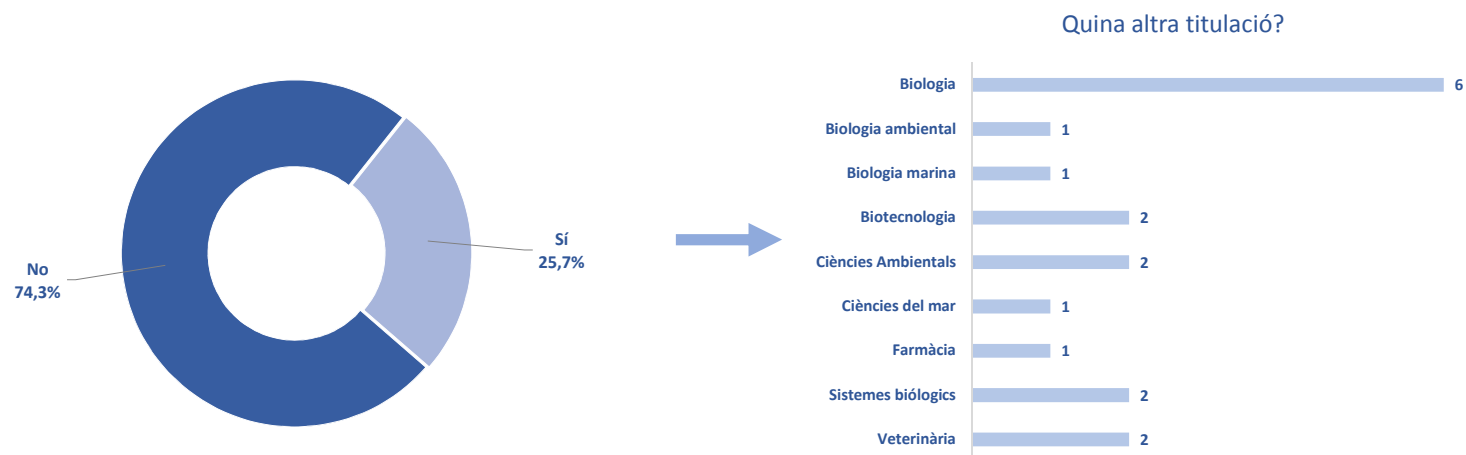 No
74,3%
Sí
25,7%
Quina altra titulació?
Biologia 6
Biologia ambiental 1
Biologia marina 1
Biotecnologia 2
Ciències Ambientals 2
Ciències del mar 1
Farmàcia 1
Sistemes biólogics 2
Veterinària 2